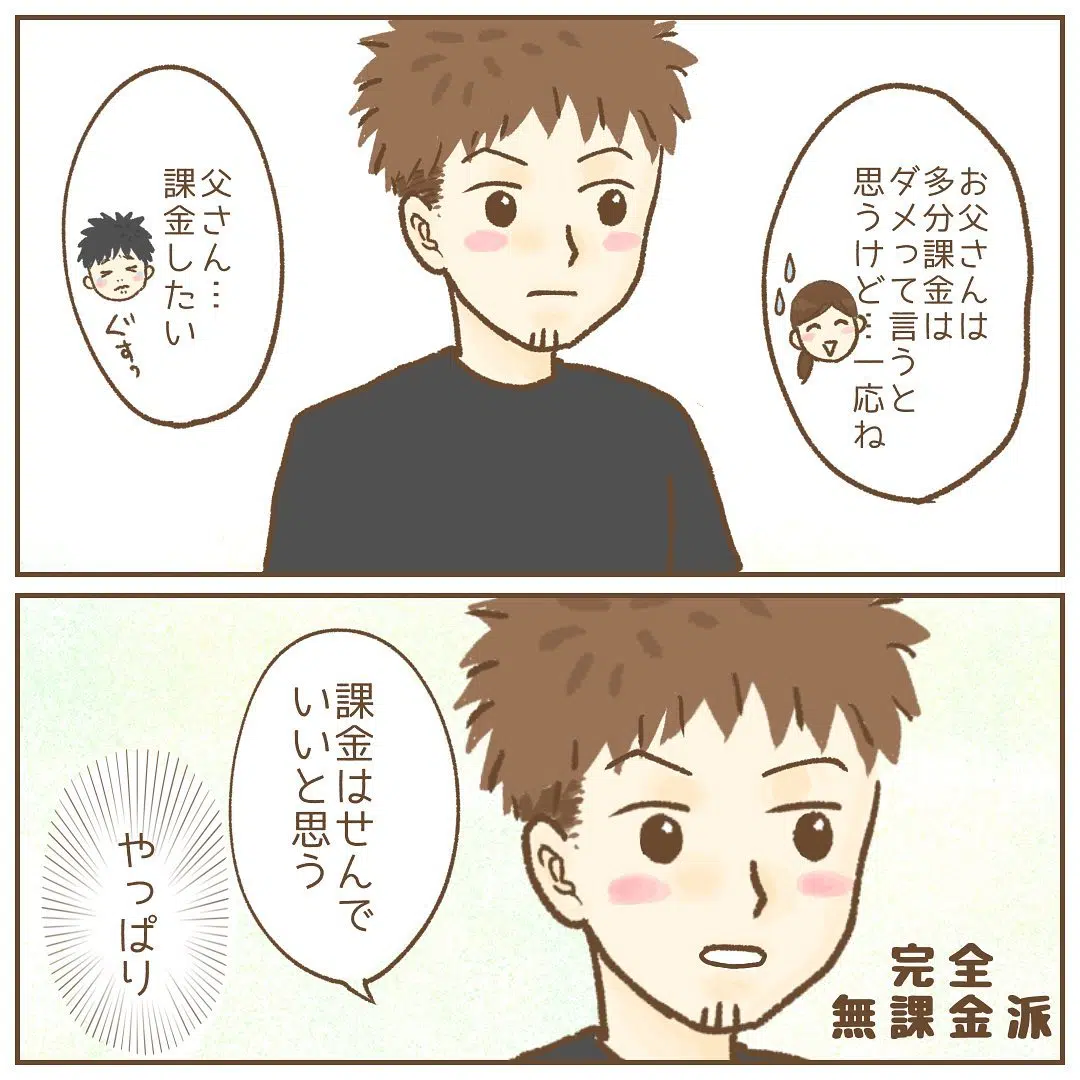 お父さんは
多分課金は
ダメって言うと
思うけど…一応ね
父さん…
課金したい
ぐすっ
課金はせんで
いいと思う
やっぱり
完全
無課金派